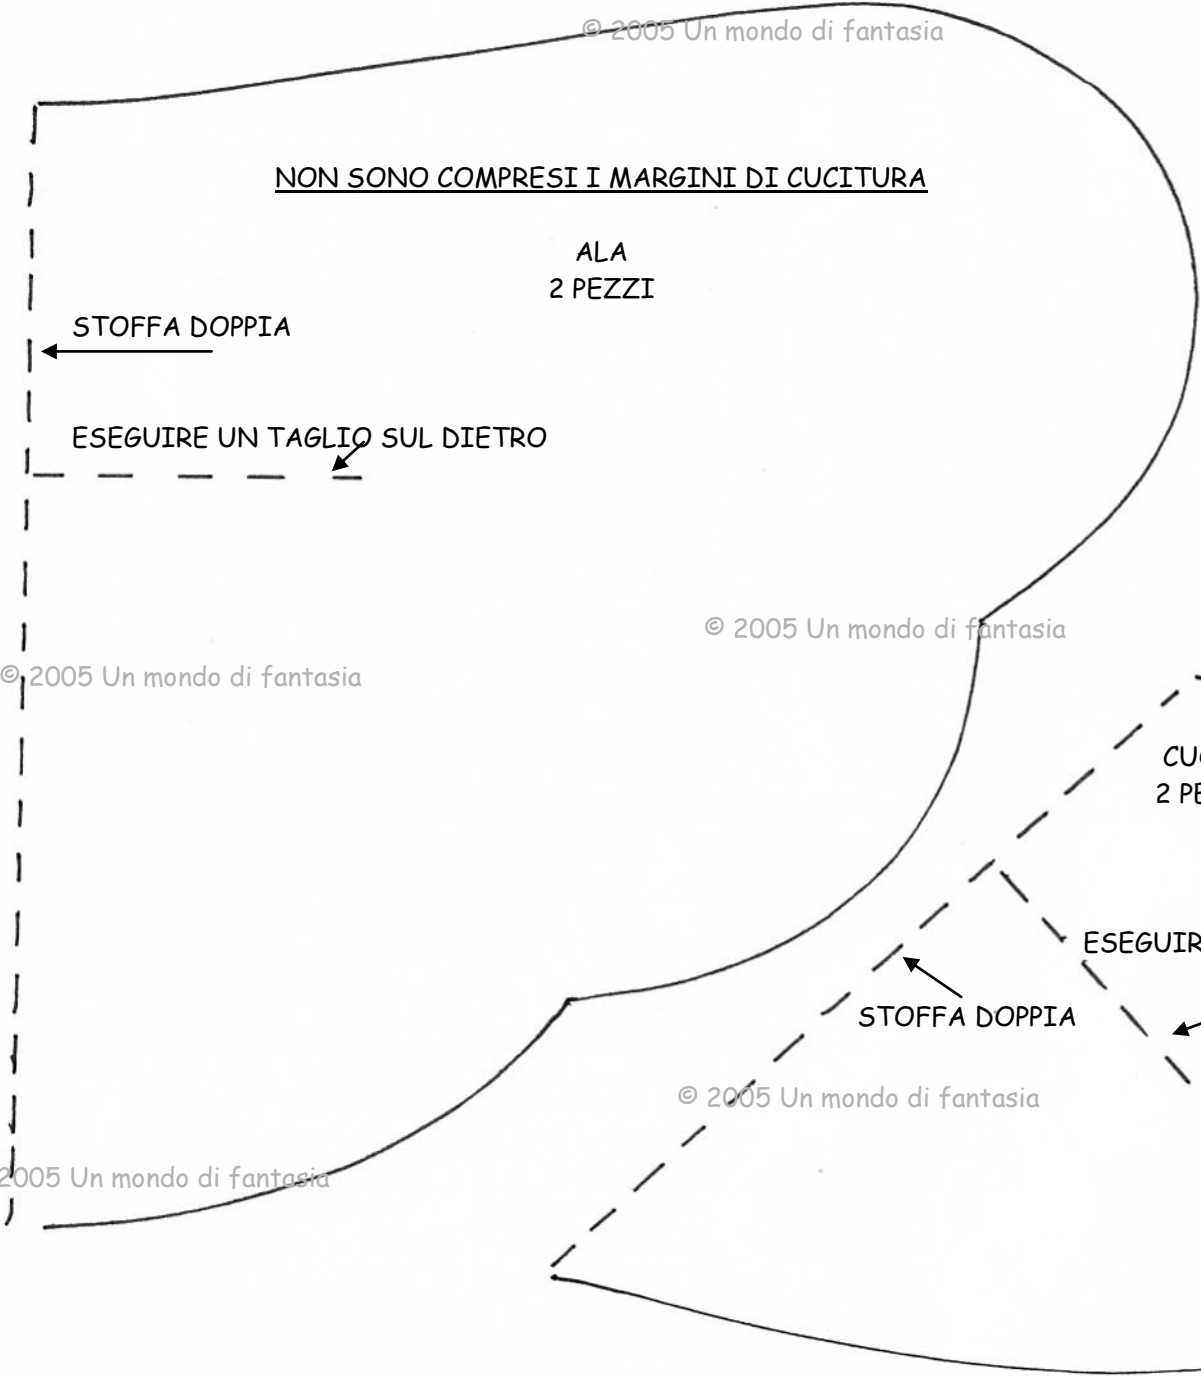 © 2005 Un mondo di fantasia
NON SONO COMPRESI I MARGINI DI CUCITURA
ALA
2 PEZZI
STOFFA DOPPIA
ESEGUIRE UN TAGLIO SUL DIETRO
© 2005 Un mondo di fantasia
© 2005 Un mondo di fantasia
CU
2 PE
ESEGUIR
STOFFA DOPPIA
© 2005 Un mondo di fantasia
2005 Un mondo di fantasia